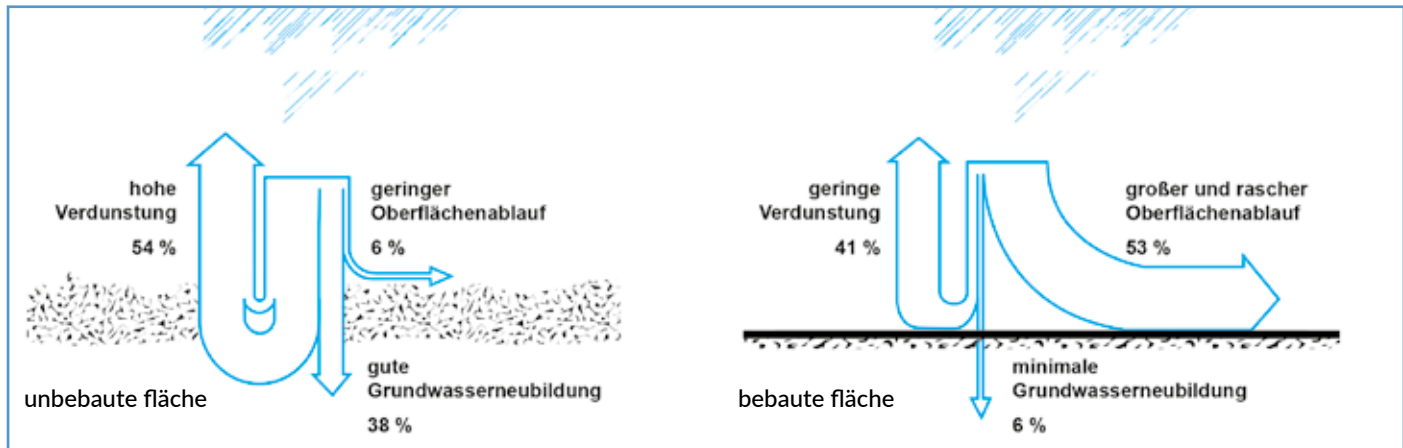 hohe
Verdunstung
54 %
geringer
Oberflächenablauf
6 %
gute
Grundwasserneubildung
38 %
unbebaute fläche
geringe
Verdunstung
41 %
großer und rascher
Oberflächenablauf
53 %
minimale
Grundwasserneubildung
6 %
bebaute fläche